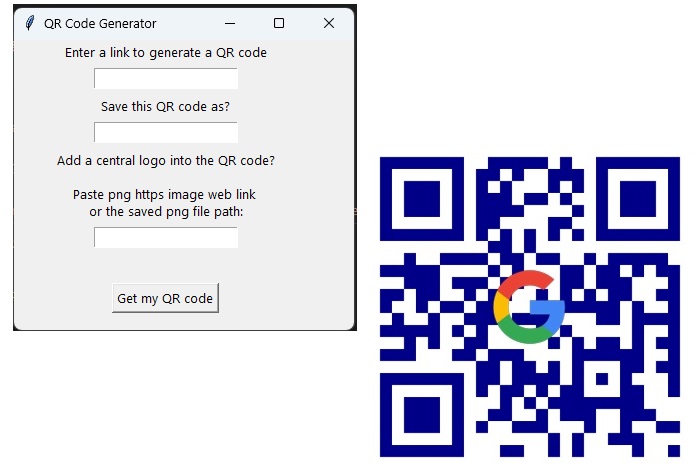 QR Code Generator
Enter a link to generate a QR code
Save this QR code as?
Add a central logo into the QR code?
Paste png https image web link
or the saved png file path:
Get my QR code